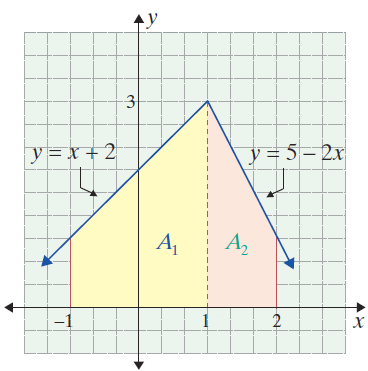 y
3
y = x + 2
y = 5 – 2x
A₁
A₂
–1
1
2
x